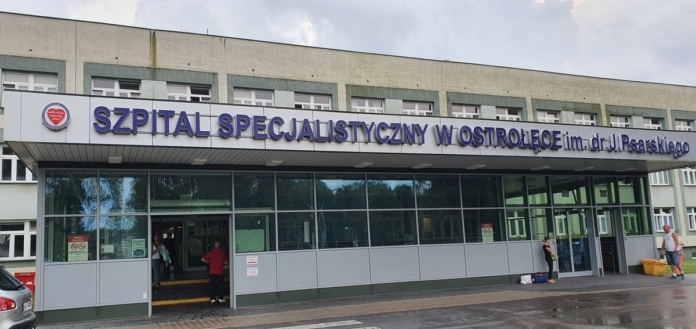 SZPITAL SPECJALISTYCZNY W OSTROŁĘCE im. dr J. Psarskiego